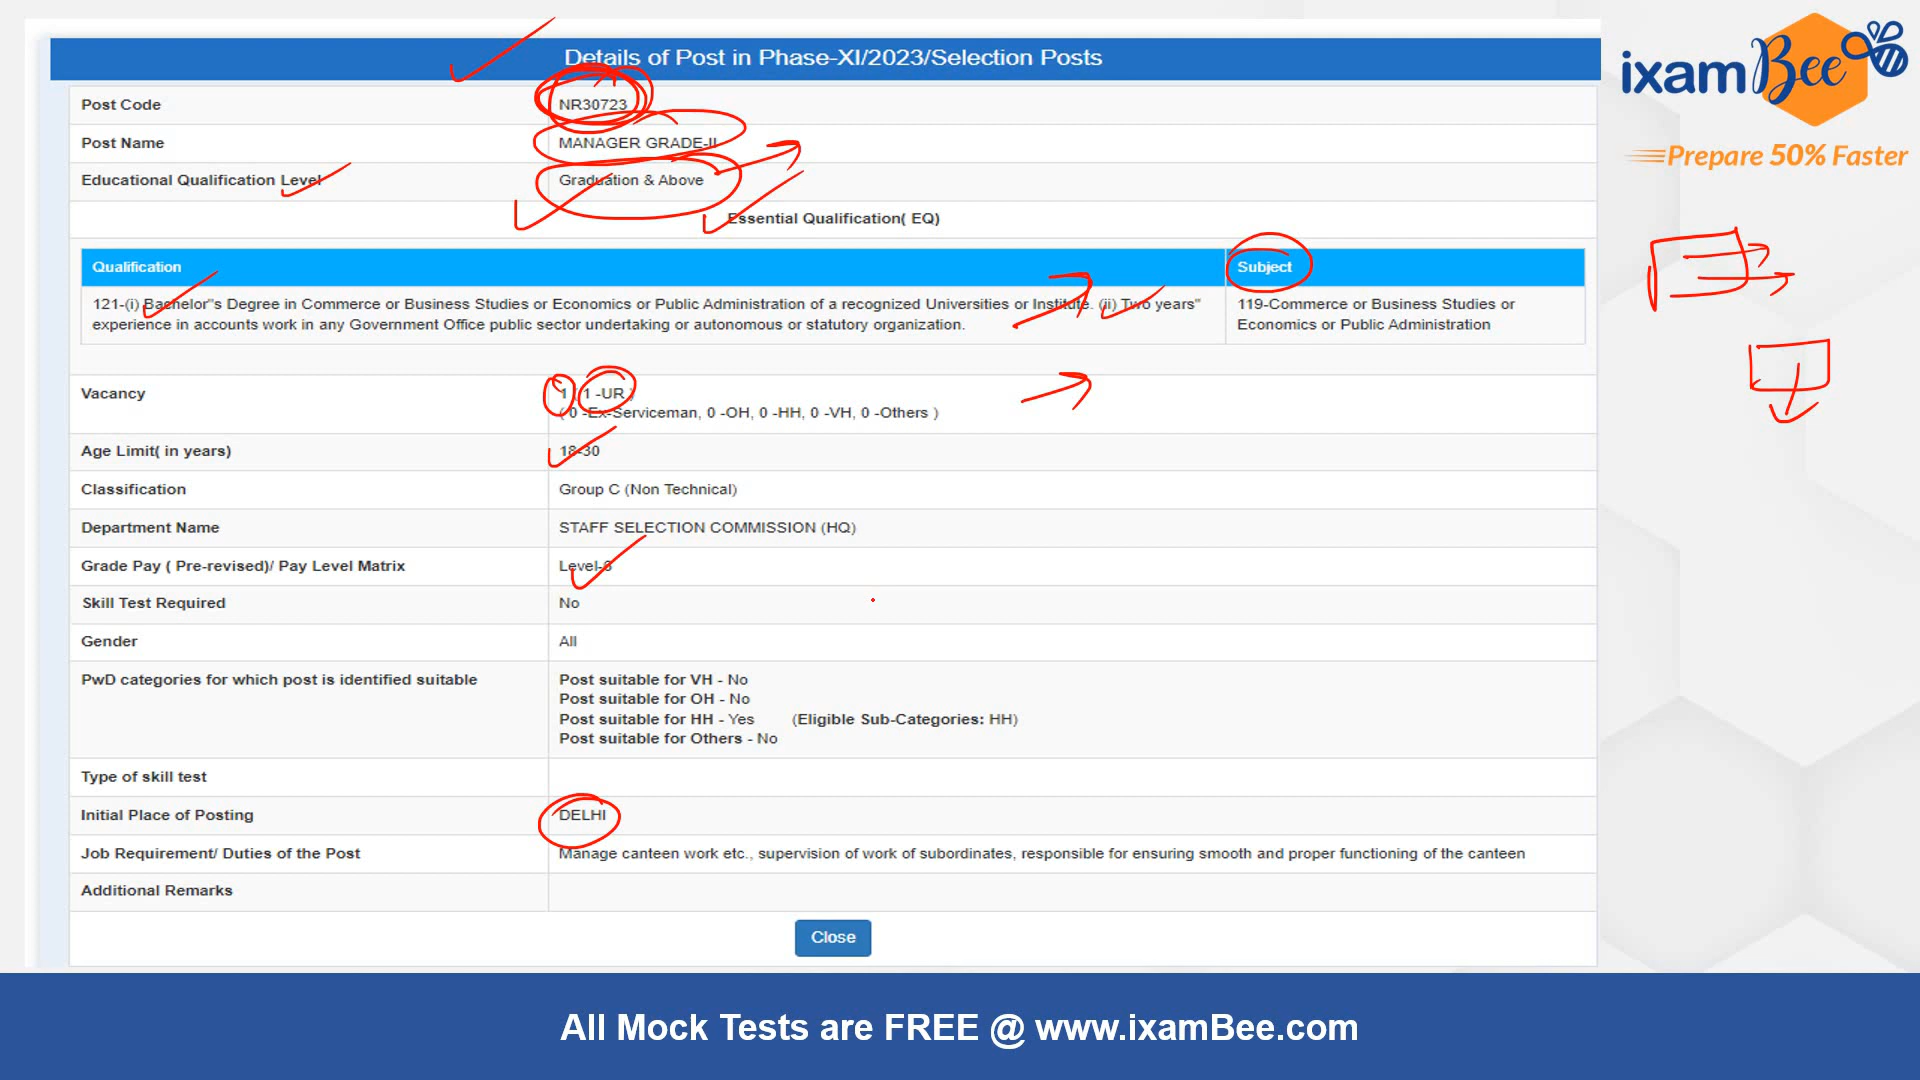 Details of Post in Phase-XI/2023/Selection Posts
ixamBee
Prepare 50% Faster
Post Code NR30723
Post Name MANAGER GRADE-II
Educational Qualification Level Graduation & Above
Essential Qualification( EQ)
Qualification Subject
121-(i) Bachelor"s Degree in Commerce or Business Studies or Economics or Public Administration of a recognized Universities or Institute. (ii) Two years" 119-Commerce or Business Studies or
experience in accounts work in any Government Office public sector undertaking or autonomous or statutory organization. Economics or Public Administration
Vacancy 1 ( 1 -UR )
( 0 -Ex-Serviceman, 0 -OH, 0 -HH, 0 -VH, 0 -Others )
Age Limit( in years) 18-30
Classification Group C (Non Technical)
Department Name STAFF SELECTION COMMISSION (HQ)
Grade Pay ( Pre-revised)/ Pay Level Matrix Level-6
Skill Test Required No
Gender All
PwD categories for which post is identified suitable Post suitable for VH - No
Post suitable for OH - No
Post suitable for HH - Yes (Eligible Sub-Categories: HH)
Post suitable for Others - No
Type of skill test
Initial Place of Posting DELHI
Job Requirement/ Duties of the Post Manage canteen work etc., supervision of work of subordinates, responsible for ensuring smooth and proper functioning of the canteen
Additional Remarks
Close
All Mock Tests are FREE @ www.ixamBee.com